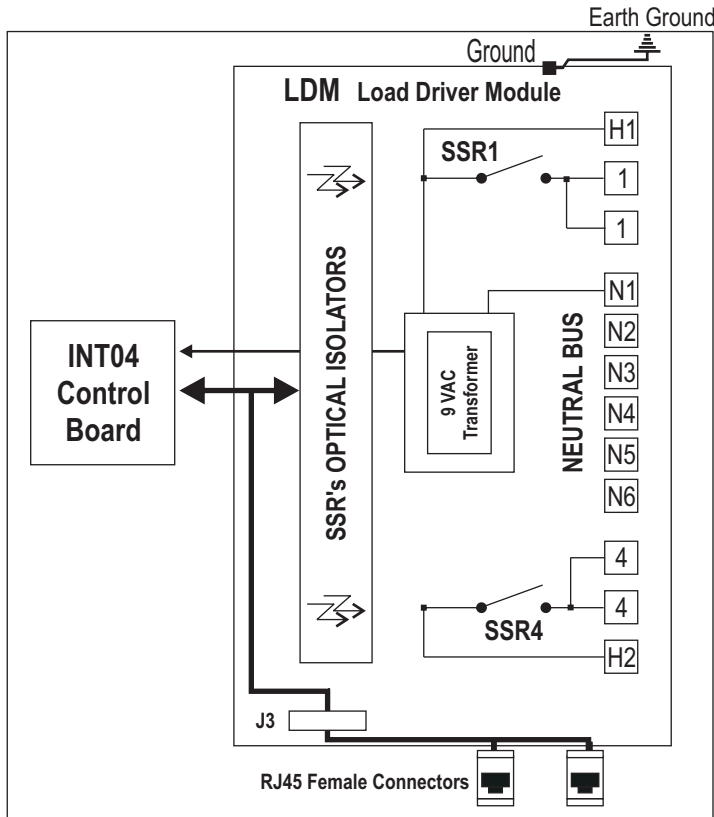 Earth Ground
Ground
LDM Load Driver Module
H1
SSR1
1
1
SSR's OPTICAL ISOLATORS
N1
N2
N3
N4
N5
N6
NEUTRAL BUS
INT04
Control
Board
9 VAC
Transformer
4
4
SSR4
H2
J3
RJ45 Female Connectors